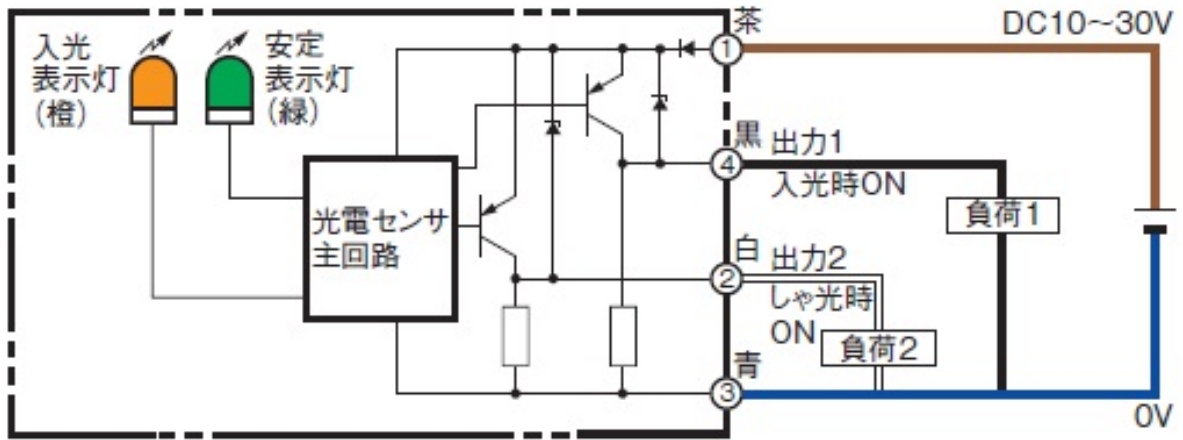 入光
表示灯
(橙)
安定
表示灯
(緑)
光電センサ
主回路
茶
①
DC10〜30V
黒
④
出力1
入光時ON
負荷1
白
②
出力2
しゃ光時
ON
負荷2
青
③
0V